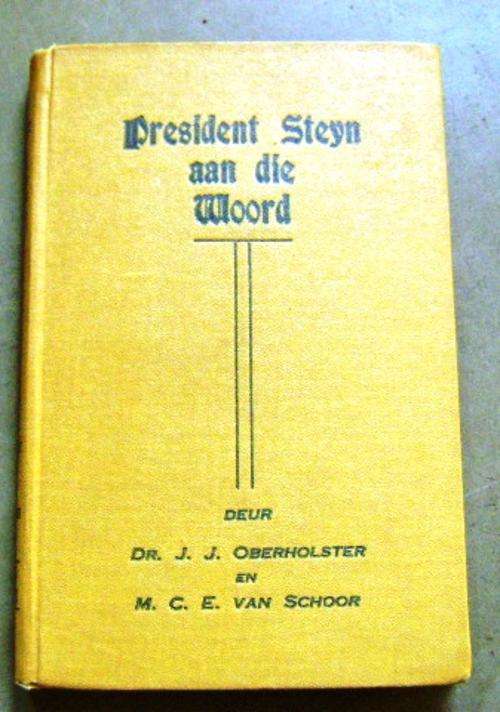 President Steyn
aan die
Woord
DEUR
DR. J. J. OBERHOLSTER
EN
M. C. E. VAN SCHOOR